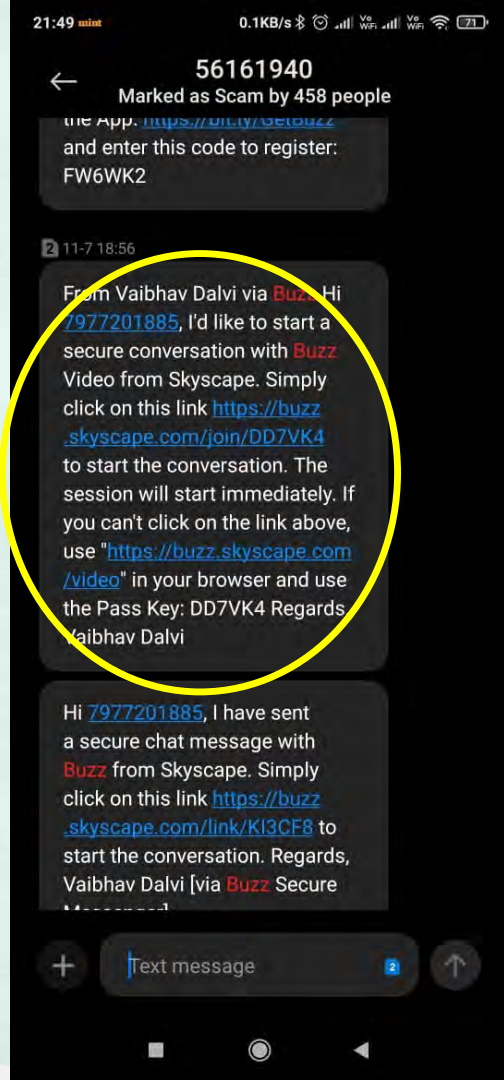 21:49 mint 0.1KB/s Vo WiFi Vo WiFi 71
56161940
Marked as Scam by 458 people
the App. https://bit.ly/GetBuzz
and enter this code to register:
FW6WK2
2 11-7 18:56
From Vaibhav Dalvi via Buzz Hi
7977201885, I'd like to start a
secure conversation with Buzz
Video from Skyscape. Simply
click on this link https://buzz
.skyscape.com/join/DD7VK4
to start the conversation. The
session will start immediately. If
you can't click on the link above,
use "https://buzz.skyscape.com
/video" in your browser and use
the Pass Key: DD7VK4 Regards,
Vaibhav Dalvi
Hi 7977201885, I have sent
a secure chat message with
Buzz from Skyscape. Simply
click on this link https://buzz
.skyscape.com/link/KI3CF8 to
start the conversation. Regards,
Vaibhav Dalvi [via Buzz Secure
Messenger]
Text message 2